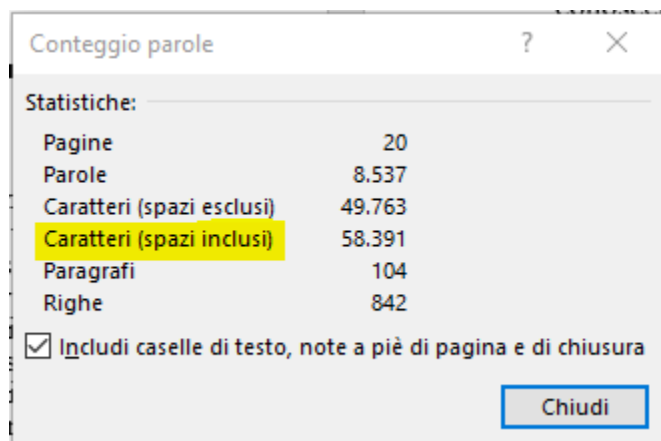 Conteggio parole ? ×
Statistiche:
Pagine 20
Parole 8.537
Caratteri (spazi esclusi) 49.763
Caratteri (spazi inclusi) 58.391
Paragrafi 104
Righe 842
Includi caselle di testo, note a piè di pagina e di chiusura
Chiudi